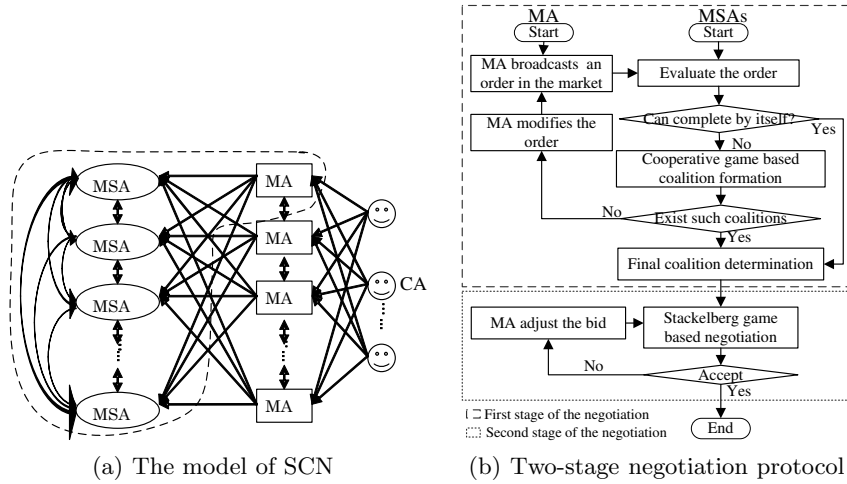 MSA
MSA
MSA
MSA
MA
MA
MA
MA
CA
(a) The model of SCN
MA
MSAs
Start
Start
MA broadcasts an
order in the market
Evaluate the order
MA modifies the
order
Can complete by itself?
Yes
No
Cooperative game based
coalition formation
No
Exist such coalitions
Yes
Final coalition determination
MA adjust the bid
Stackelberg game
based negotiation
No
Accept
Yes
First stage of the negotiation
Second stage of the negotiation
End
(b) Two-stage negotiation protocol